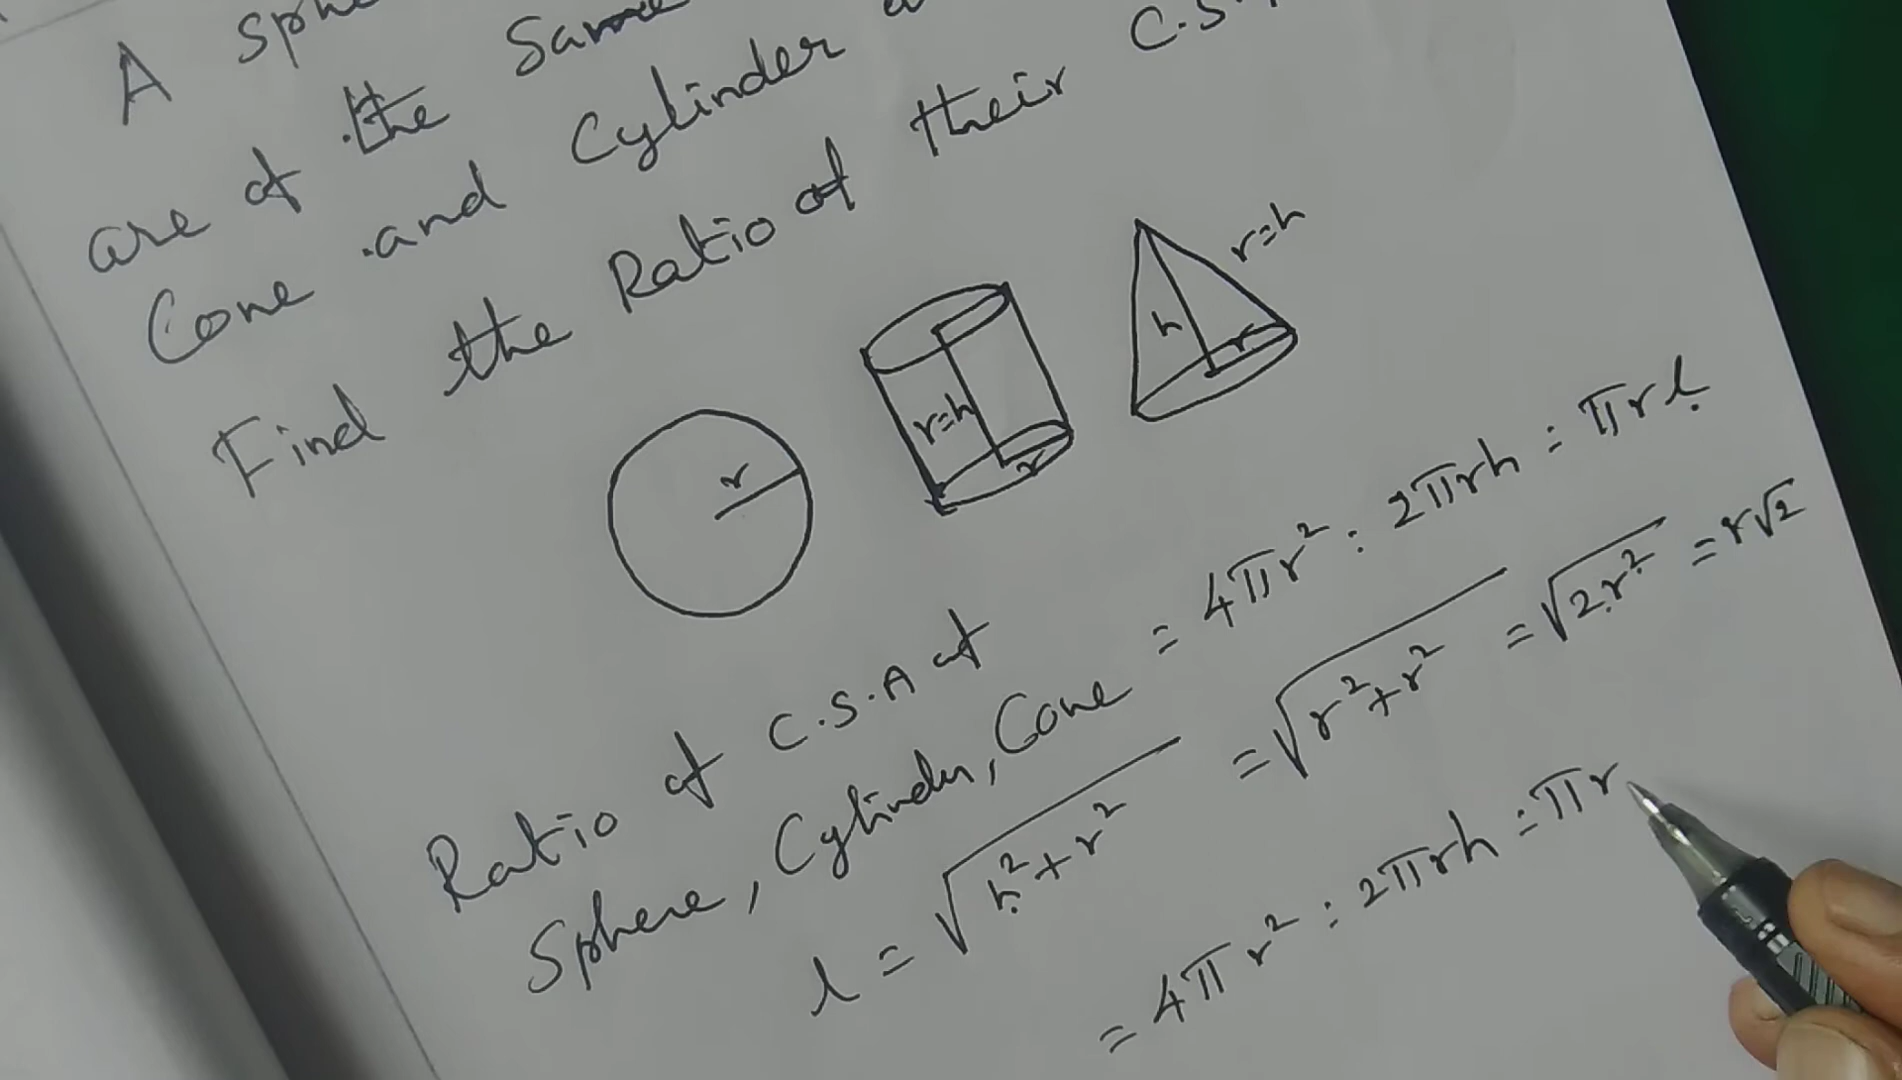 A
are of the Same
Cone and Cylinder
Find the Ratio of their C.S.
r
r=h
r
r=h
h
r
Ratio of C.S.A of
Sphere, Cylinder, Cone = 4πr² : 2πrh : πrl
l = √h²+r² = √r²+r² = √2r² = r√2
= 4πr² : 2πrh : πr